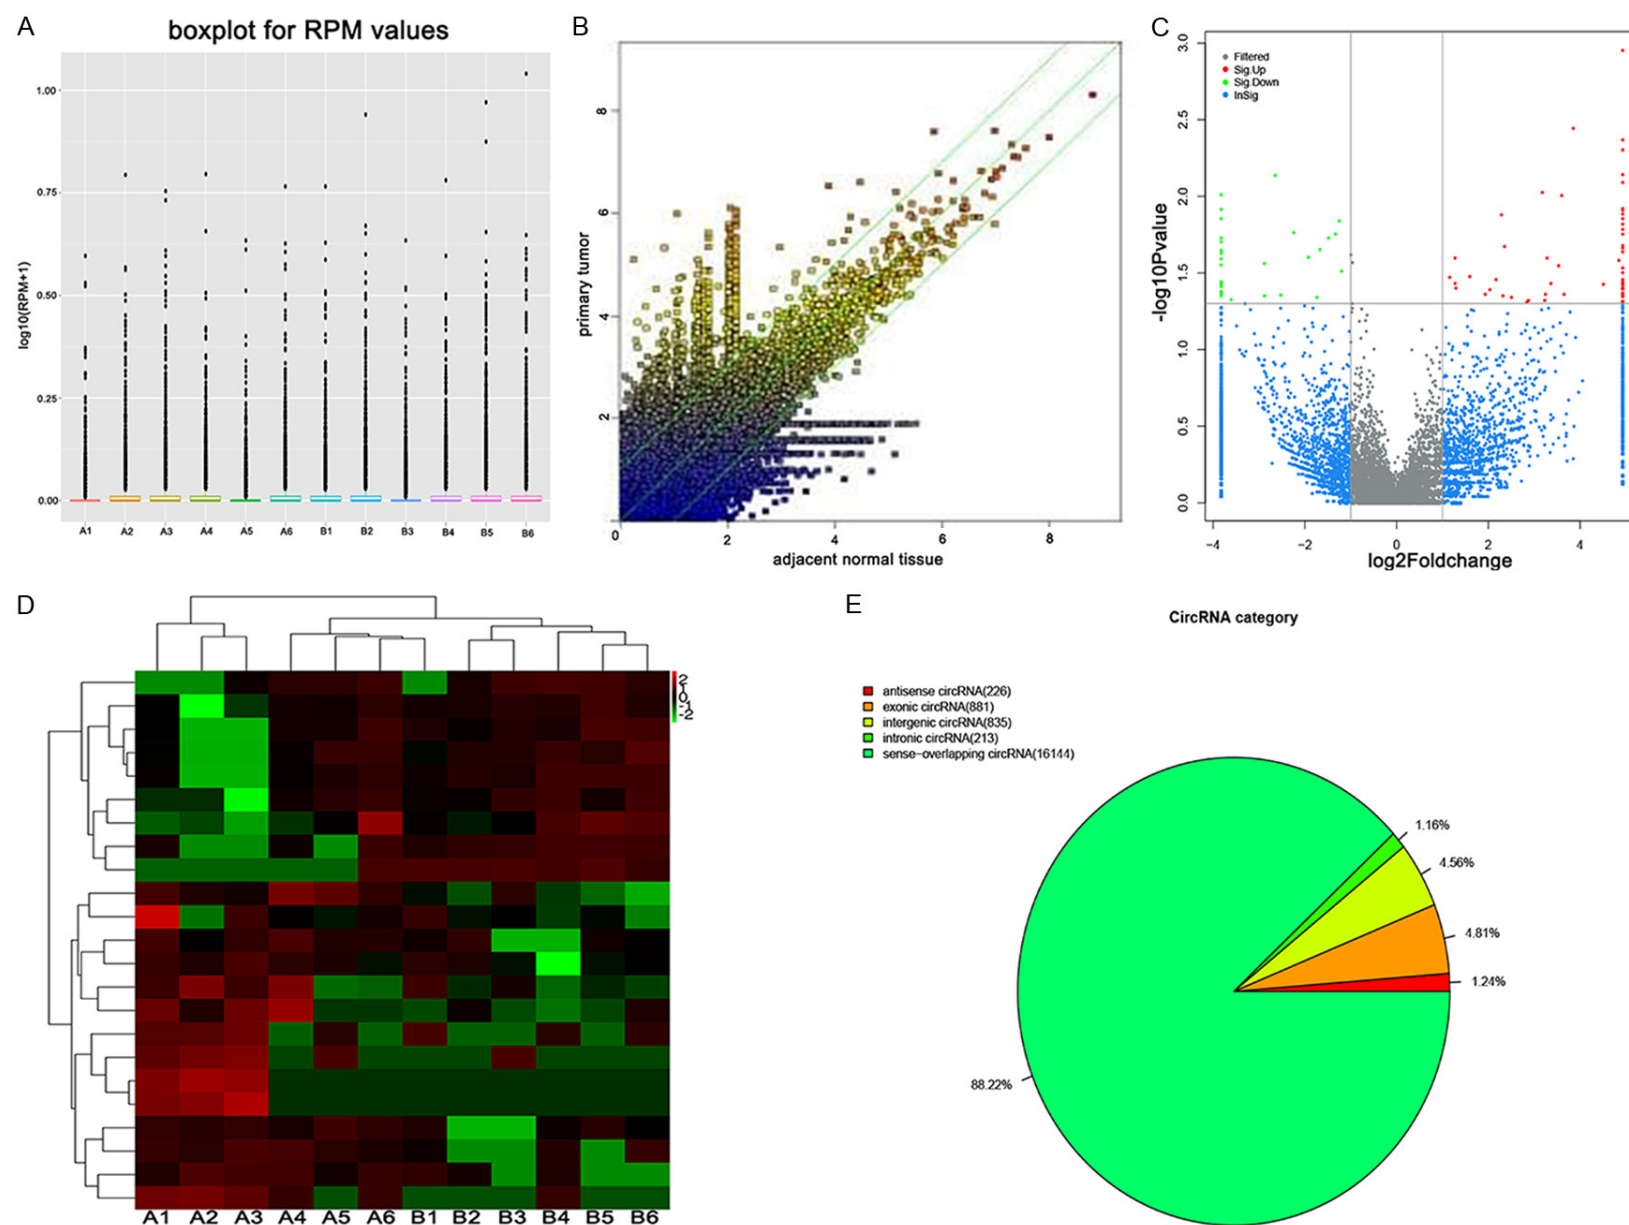 A
boxplot for RPM values
log10(RPM+1)
1.00
0.75
0.50
0.25
0.00
A1 A2 A3 A4 A5 A6 B1 B2 B3 B4 B5 B6
B
primary tumor
8
6
4
2
0 2 4 6 8
adjacent normal tissue
C
Filtered
Sig.Up
Sig.Down
InSig
-log10Pvalue
3.0
2.5
2.0
1.5
1.0
0.5
0.0
−4 −2 0 2 4
log2Foldchange
D
2
1
0
-1
-2
A1 A2 A3 A4 A5 A6 B1 B2 B3 B4 B5 B6
E
CircRNA category
antisense circRNA(226)
exonic circRNA(881)
intergenic circRNA(835)
intronic circRNA(213)
sense−overlapping circRNA(16144)
1.16%
4.56%
4.81%
1.24%
88.22%